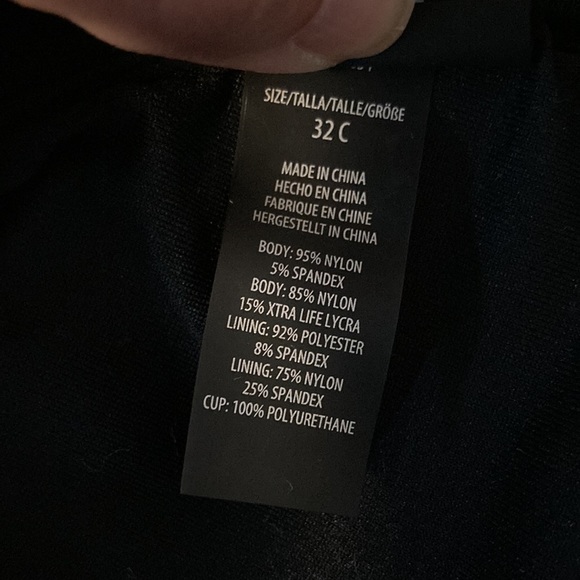 SIZE/TALLA/TALLE/GRÖßE
32 C
MADE IN CHINA
HECHO EN CHINA
FABRIQUE EN CHINE
HERGESTELLT IN CHINA
BODY: 95% NYLON
5% SPANDEX
BODY: 85% NYLON
15% XTRA LIFE LYCRA
LINING: 92% POLYESTER
8% SPANDEX
LINING: 75% NYLON
25% SPANDEX
CUP: 100% POLYURETHANE